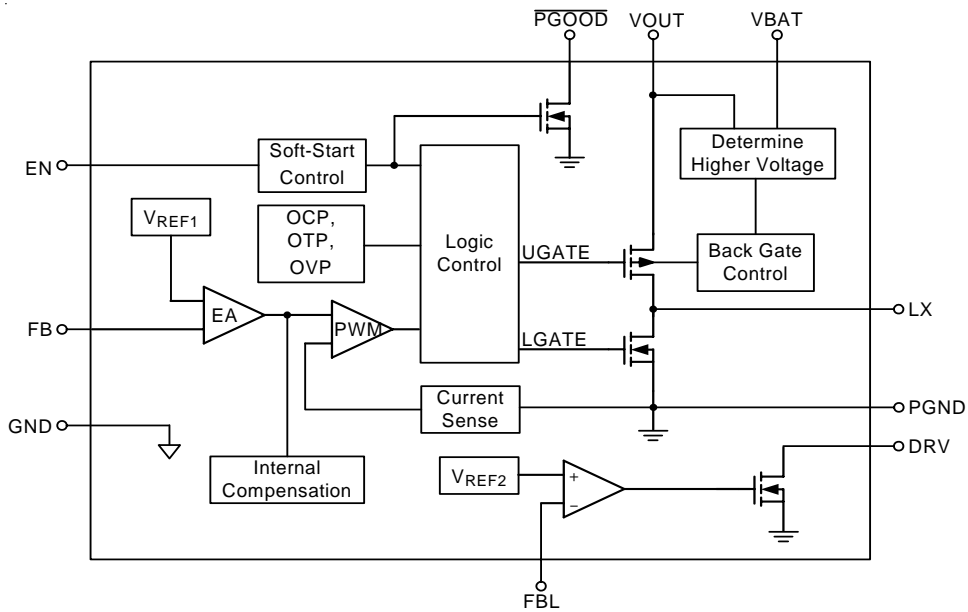 PGOOD
VOUT
VBAT
EN
Soft-Start
Control
Determine
Higher Voltage
VREF1
OCP,
OTP,
OVP
Logic
Control
UGATE
Back Gate
Control
EA
PWM
FB
LX
LGATE
Current
Sense
PGND
GND
DRV
Internal
Compensation
VREF2
+
−
FBL